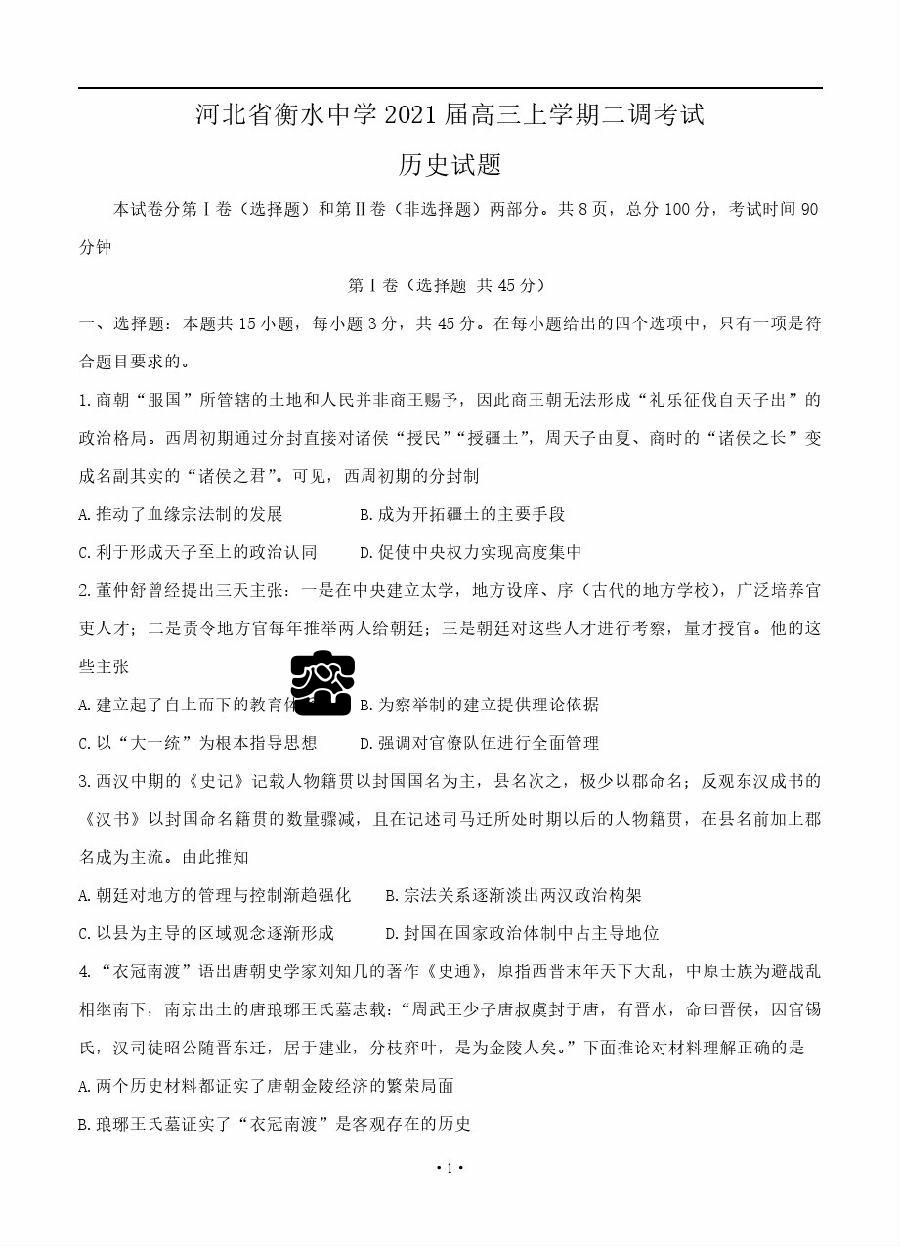 河北省衡水中学2021届高三上学期二调考试
历史试题
本试卷分第Ⅰ卷（选择题）和第Ⅱ卷（非选择题）两部分。共8页，总分100分，考试时间90
分钟
第Ⅰ卷（选择题 共45分）
一、选择题：本题共15小题，每小题3分，共45分。在每小题给出的四个选项中，只有一项是符
合题目要求的。
1.商朝“服国”所管辖的土地和人民并非商王赐予，因此商王朝无法形成“礼乐征伐自天子出”的
政治格局。西周初期通过分封直接对诸侯“授民”“授疆土”，周天子由夏、商时的“诸侯之长”变
成名副其实的“诸侯之君”。可见，西周初期的分封制
A.推动了血缘宗法制的发展 B.成为开拓疆土的主要手段
C.利于形成天子至上的政治认同 D.促使中央权力实现高度集中
2.董仲舒曾经提出三天主张：一是在中央建立太学，地方设庠、序（古代的地方学校），广泛培养官
吏人才；二是责令地方官每年推举两人给朝廷；三是朝廷对这些人才进行考察，量才授官。他的这
些主张
A.建立起了自上而下的教育体 B.为察举制的建立提供理论依据
C.以“大一统”为根本指导思想 D.强调对官僚队伍进行全面管理
3.西汉中期的《史记》记载人物籍贯以封国国名为主，县名次之，极少以郡命名；反观东汉成书的
《汉书》以封国命名籍贯的数量骤减，且在记述司马迁所处时期以后的人物籍贯，在县名前加上郡
名成为主流。由此推知
A.朝廷对地方的管理与控制渐趋强化 B.宗法关系逐渐淡出两汉政治构架
C.以县为主导的区域观念逐渐形成 D.封国在国家政治体制中占主导地位
4.“衣冠南渡”语出唐朝史学家刘知几的著作《史通》，原指西晋末年天下大乱，中原士族为避战乱
相继南下。南京出土的唐琅琊王氏墓志载：“周武王少子唐叔虞封于唐，有晋水，命曰晋侯，因官锡
氏，汉司徒昭公随晋东迁，居于建业，分枝弈叶，是为金陵人矣。”下面推论对材料理解正确的是
A.两个历史材料都证实了唐朝金陵经济的繁荣局面
B.琅琊王氏墓证实了“衣冠南渡”是客观存在的历史
•1•